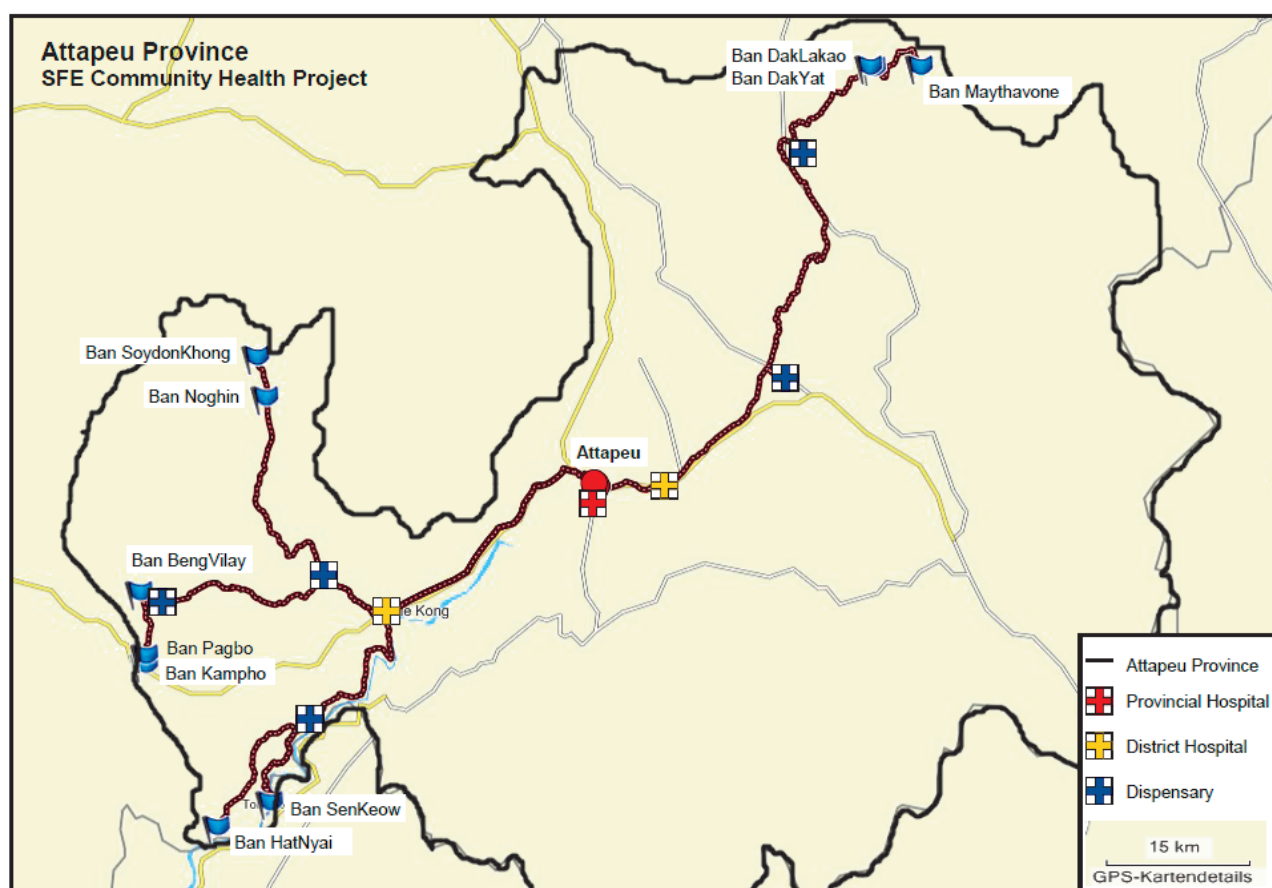 Attapeu Province
SFE Community Health Project
Ban DakLakao
Ban DakYat
Ban Maythavone
Ban SoydonKhong
Ban Noghin
Attapeu
Ban BengVilay
Kong
Ban Pagbo
Ban Kampho
Ban SenKeow
Ban HatNyai
Attapeu Province
Provincial Hospital
District Hospital
Dispensary
15 km
GPS-Kartendetails